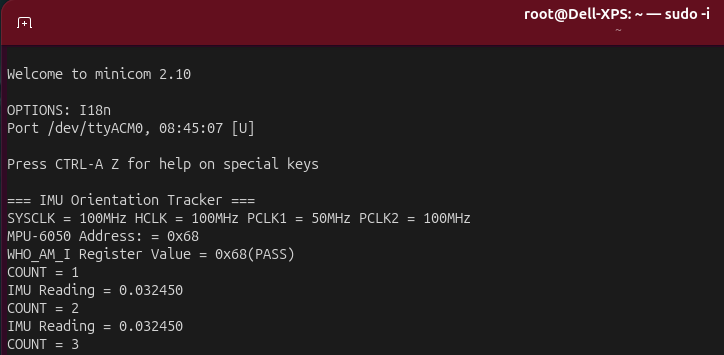 root@Dell-XPS: ~ — sudo -i
~
Welcome to minicom 2.10
OPTIONS: I18n
Port /dev/ttyACM0, 08:45:07 [U]
Press CTRL-A Z for help on special keys
=== IMU Orientation Tracker ===
SYSCLK = 100MHz HCLK = 100MHz PCLK1 = 50MHz PCLK2 = 100MHz
MPU-6050 Address: = 0x68
WHO_AM_I Register Value = 0x68(PASS)
COUNT = 1
IMU Reading = 0.032450
COUNT = 2
IMU Reading = 0.032450
COUNT = 3